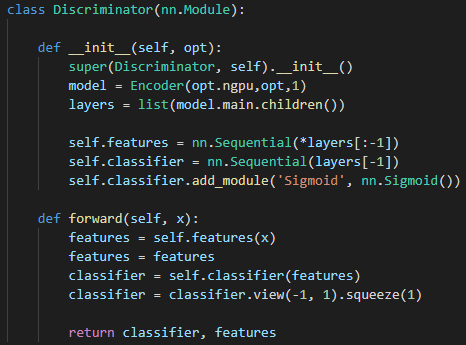 class Discriminator(nn.Module):
def __init__(self, opt):
super(Discriminator, self).__init__()
model = Encoder(opt.ngpu,opt,1)
layers = list(model.main.children())
self.features = nn.Sequential(*layers[:-1])
self.classifier = nn.Sequential(layers[-1])
self.classifier.add_module('Sigmoid', nn.Sigmoid())
def forward(self, x):
features = self.features(x)
features = features
classifier = self.classifier(features)
classifier = classifier.view(-1, 1).squeeze(1)
return classifier, features